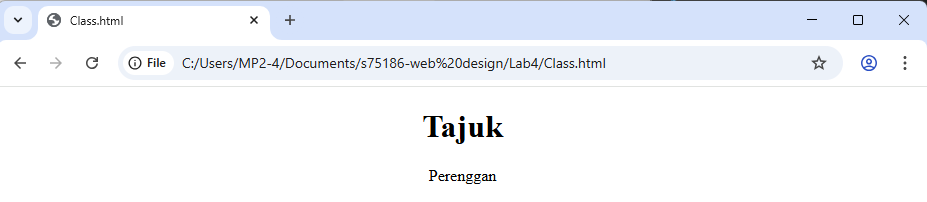 Class.html
File C:/Users/MP2-4/Documents/s75186-web%20design/Lab4/Class.html
Tajuk
Perenggan